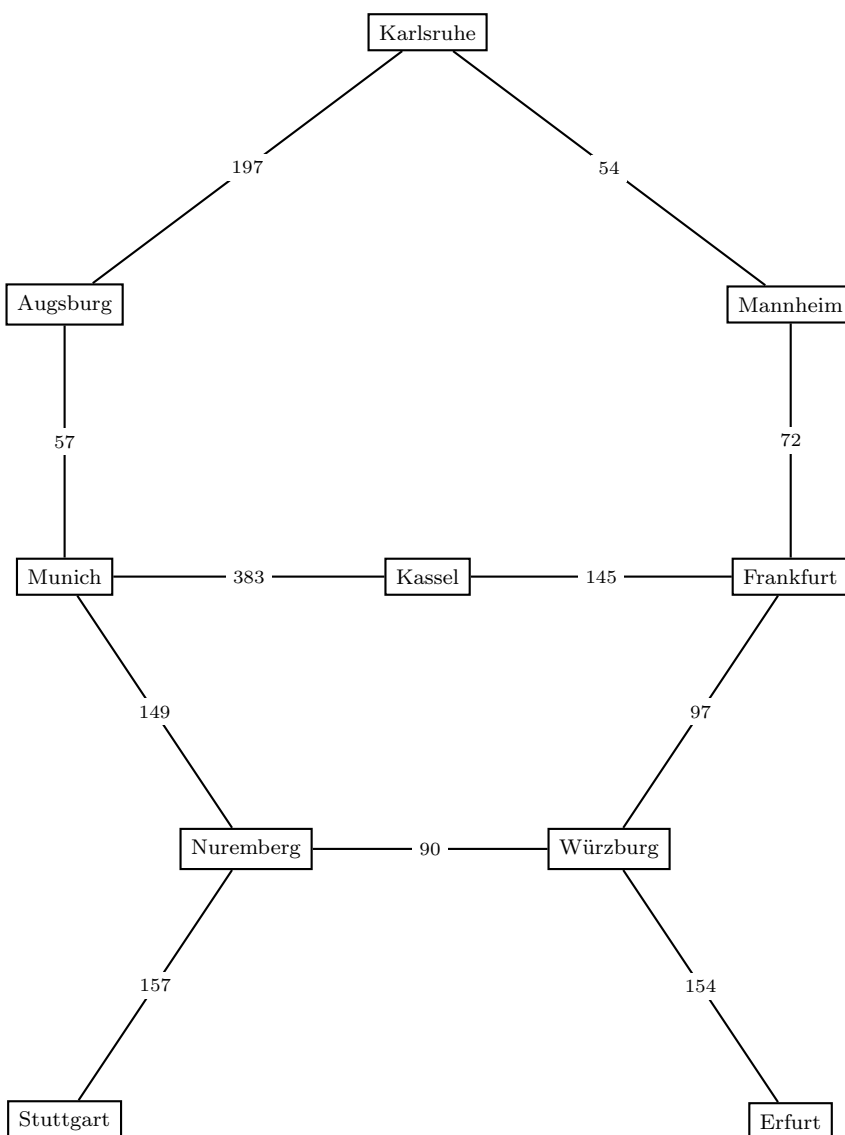 Karlsruhe
197
54
Augsburg
Mannheim
57
72
Munich
383
Kassel
145
Frankfurt
149
97
Nuremberg
90
Würzburg
157
154
Stuttgart
Erfurt